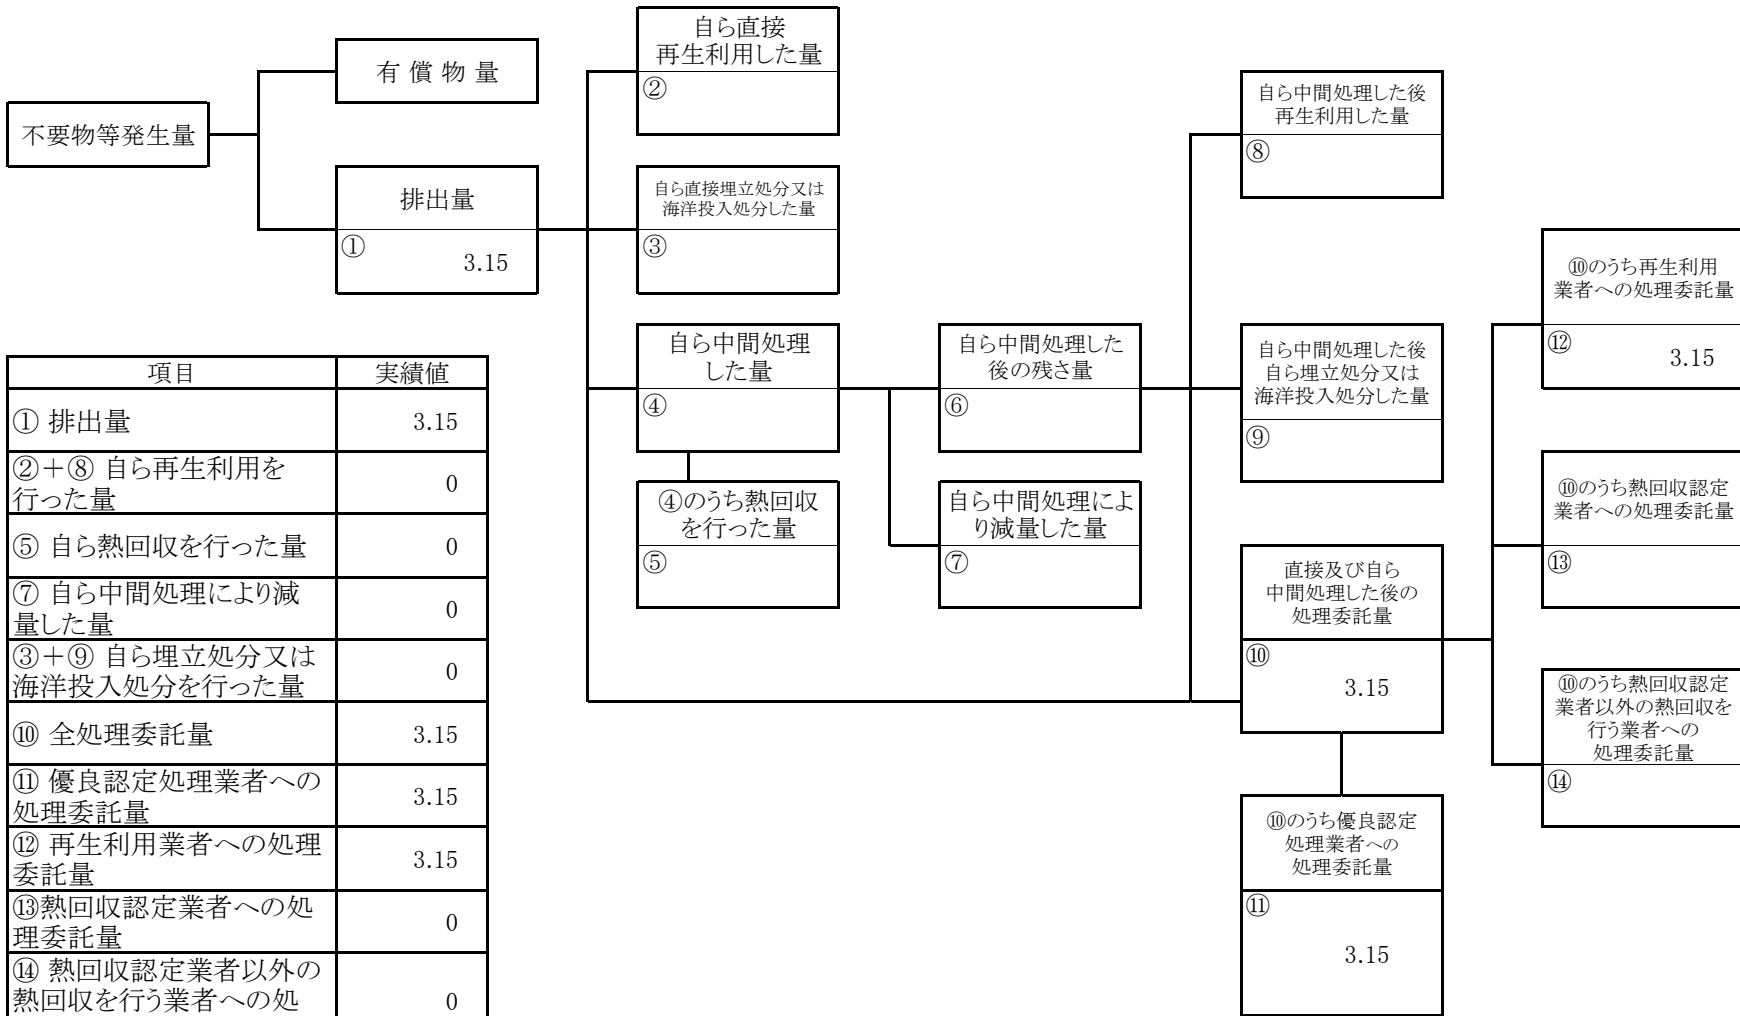 不要物等発生量
有 償 物 量
排出量
①
3.15
自ら直接
再生利用した量
②
自ら直接埋立処分又は
海洋投入処分した量
③
自ら中間処理
した量
④
④のうち熱回収
を行った量
⑤
自ら中間処理した
後の残さ量
⑥
自ら中間処理によ
り減量した量
⑦
自ら中間処理した後
再生利用した量
⑧
自ら中間処理した後
自ら埋立処分又は
海洋投入処分した量
⑨
直接及び自ら
中間処理した後の
処理委託量
⑩
3.15
⑩のうち優良認定
処理業者への
処理委託量
⑪
3.15
⑩のうち再生利用
業者への処理委託量
⑫
3.15
⑩のうち熱回収認定
業者への処理委託量
⑬
⑩のうち熱回収認定
業者以外の熱回収を
行う業者への
処理委託量
⑭
項目 実績値
① 排出量 3.15
②＋⑧ 自ら再生利用を
行った量 0
⑤ 自ら熱回収を行った量 0
⑦ 自ら中間処理により減
量した量 0
③＋⑨ 自ら埋立処分又は
海洋投入処分を行った量 0
⑩ 全処理委託量 3.15
⑪ 優良認定処理業者への
処理委託量 3.15
⑫ 再生利用業者への処理
委託量 3.15
⑬熱回収認定業者への処
理委託量 0
⑭ 熱回収認定業者以外の
熱回収を行う業者への処 0